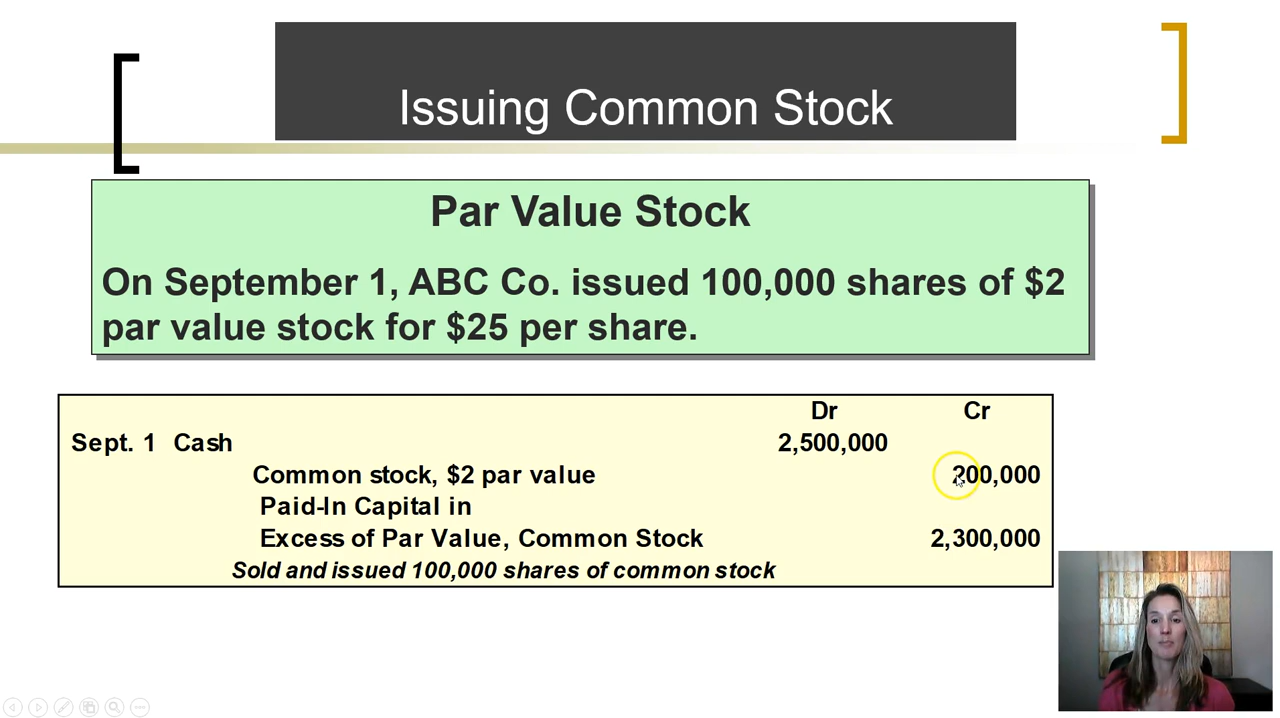 Issuing Common Stock
Par Value Stock
On September 1, ABC Co. issued 100,000 shares of $2
par value stock for $25 per share.
Dr Cr
Sept. 1 Cash 2,500,000
Common stock, $2 par value 200,000
Paid-In Capital in
Excess of Par Value, Common Stock 2,300,000
Sold and issued 100,000 shares of common stock